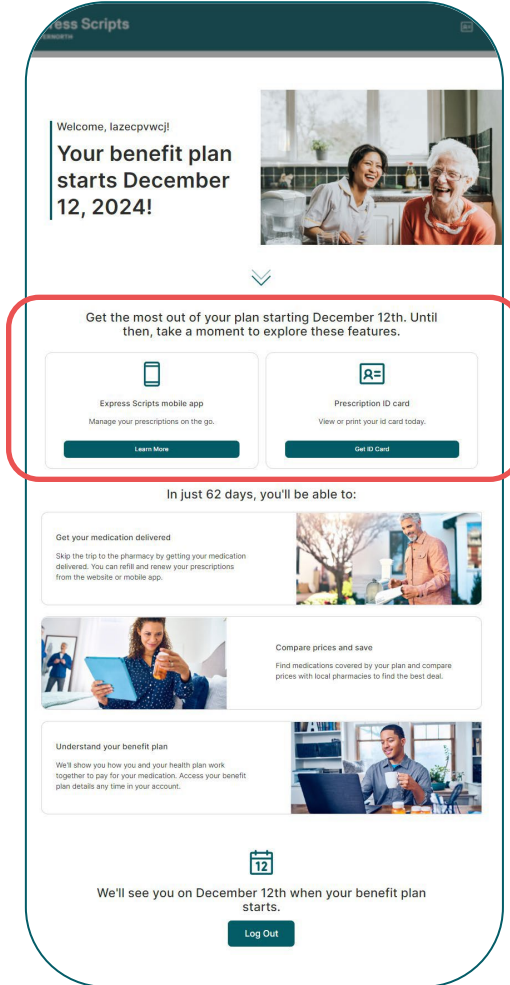 Express Scripts
Welcome, lazecpvwcj!
Your benefit plan
starts December
12, 2024!
Get the most out of your plan starting December 12th. Until
then, take a moment to explore these features.
Express Scripts mobile app
Manage your prescriptions on the go.
Learn More
Prescription ID card
View or print your id card today.
Get ID Card
In just 62 days, you'll be able to:
Get your medication delivered
Skip the trip to the pharmacy by getting your medication
delivered. You can refill and renew your prescriptions
from the website or mobile app.
Compare prices and save
Find medications covered by your plan and compare
prices with local pharmacies to find the best deal.
Understand your benefit plan
We'll show you how you and your health plan work
together to pay for your medication. Access your benefit
plan details any time in your account.
12
We'll see you on December 12th when your benefit plan
starts.
Log Out